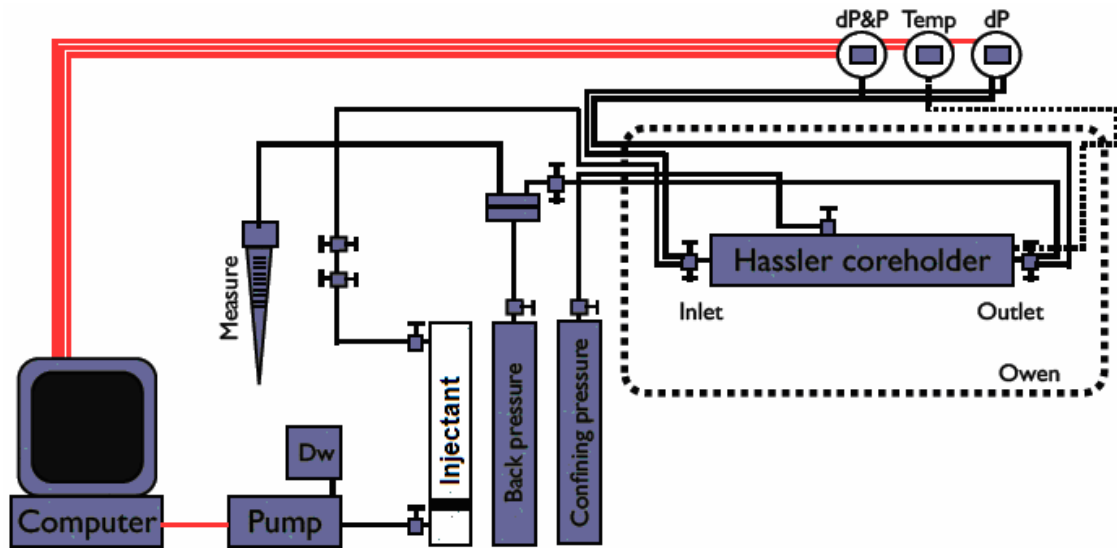 dP&P
Temp
dP
Hassler coreholder
Measure
Inlet
Outlet
Owen
Injectant
Back pressure
Confining pressure
Dw
Computer
Pump